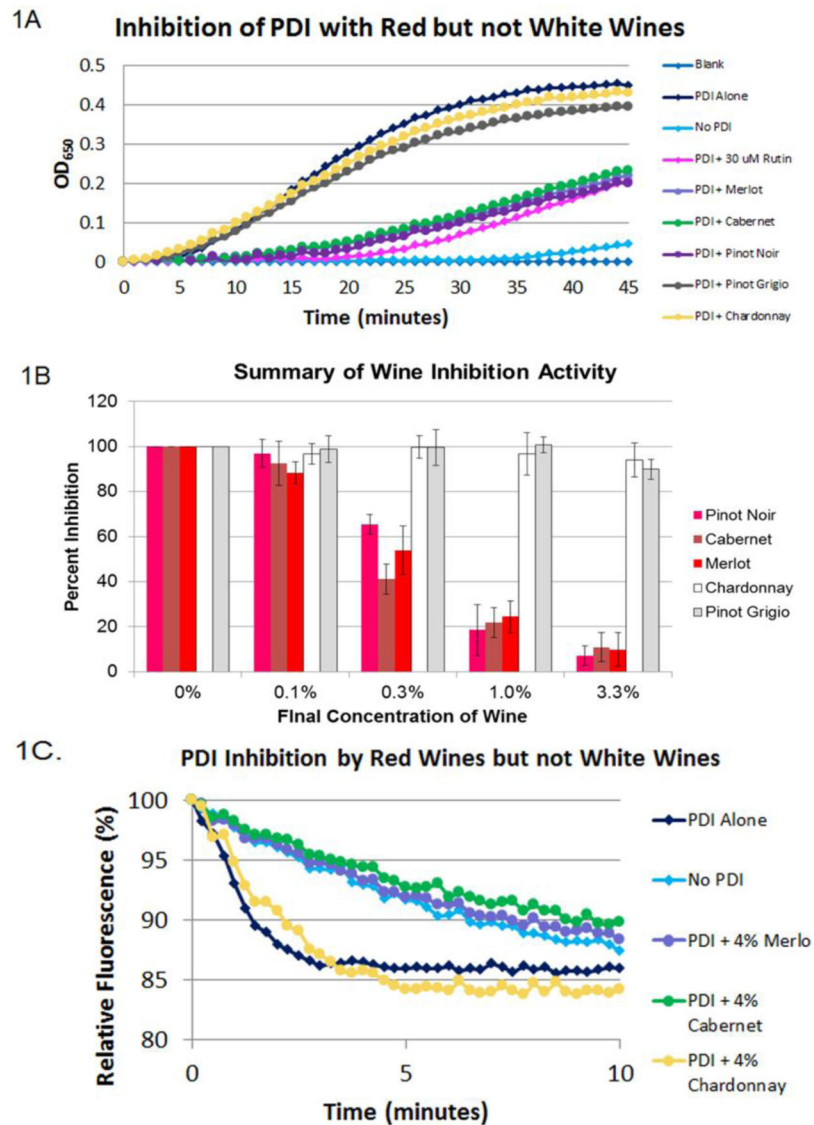 1A
Inhibition of PDI with Red but not White Wines
0.5
0.4
0.3
0.2
0.1
0
OD650
0 5 10 15 20 25 30 35 40 45
Time (minutes)
Blank
PDI Alone
No PDI
PDI + 30 uM Rutin
PDI + Merlot
PDI + Cabernet
PDI + Pinot Noir
PDI + Pinot Grigio
PDI + Chardonnay
1B
Summary of Wine Inhibition Activity
120
100
80
60
40
20
0
Percent Inhibition
0% 0.1% 0.3% 1.0% 3.3%
FInal Concentration of Wine
Pinot Noir
Cabernet
Merlot
Chardonnay
Pinot Grigio
1C.
PDI Inhibition by Red Wines but not White Wines
100
95
90
85
80
Relative Fluorescence (%)
0 5 10
Time (minutes)
PDI Alone
No PDI
PDI + 4% Merlo
PDI + 4%
Cabernet
PDI + 4%
Chardonnay